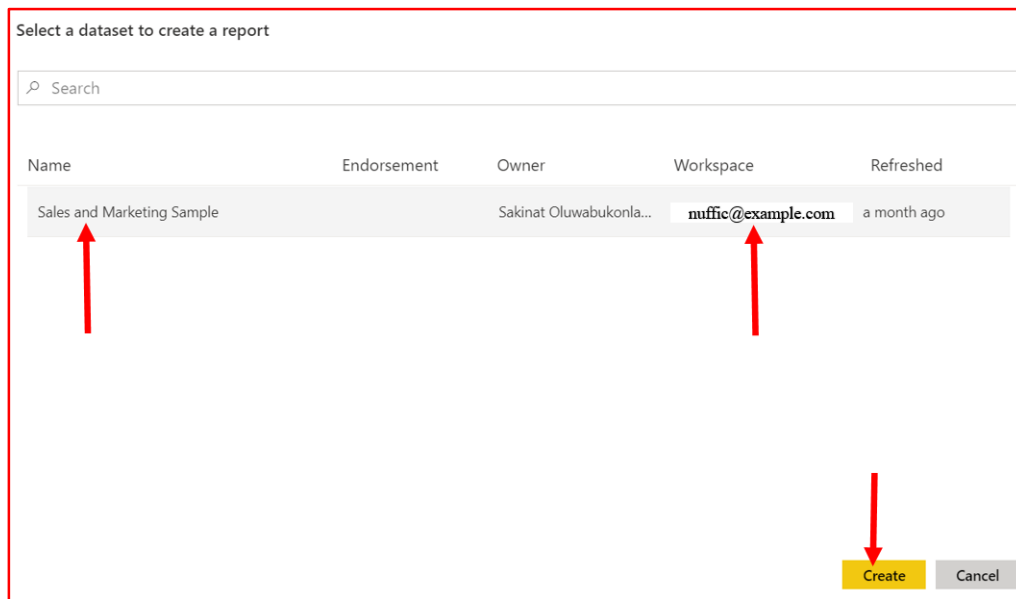 Select a dataset to create a report
Search
Name Endorsement Owner Workspace Refreshed
Sales and Marketing Sample Sakinat Oluwabukonla... nuffic@example.com a month ago
Create Cancel